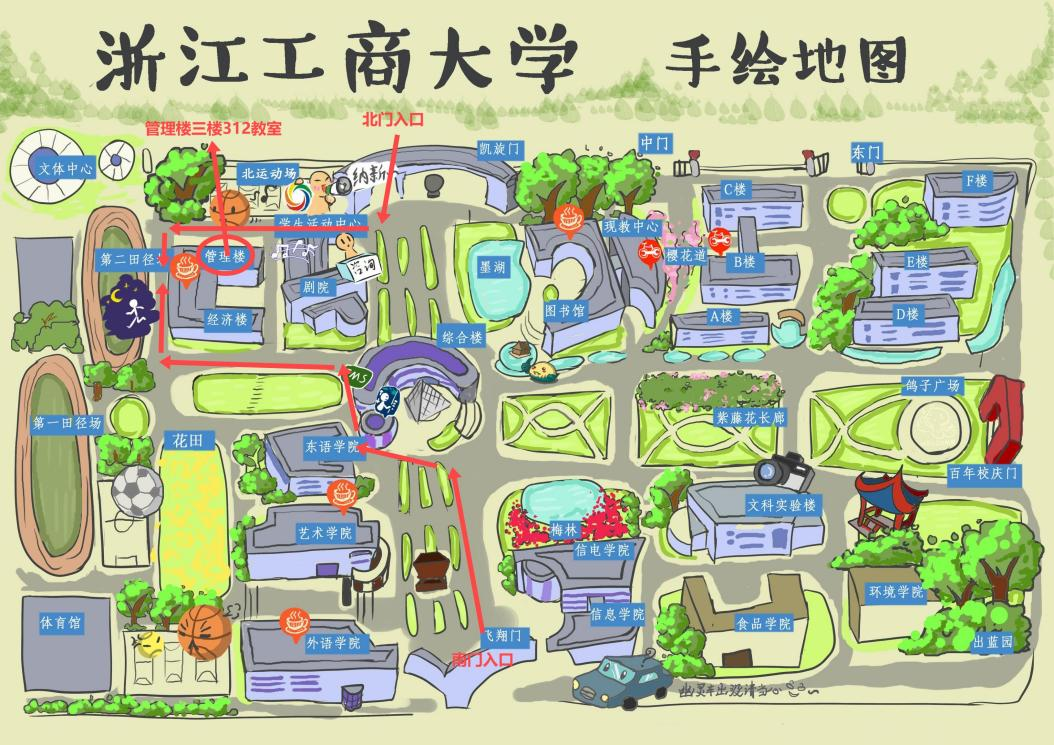 浙江工商大学 手绘地图
北门入口
管理楼三楼312教室
凯旋门
中门
东门
文体中心
北运动场
纳新
C楼
F楼
学生活动中心
现教中心
樱花道
B楼
E楼
第二田径
管理楼
咨询
墨湖
剧院
图书馆
经济楼
A楼
D楼
综合楼
鸽子广场
紫藤花长廊
第一田径场
花田
东语学院
百年校庆门
文科实验楼
艺术学院
梅林
信电学院
环境学院
体育馆
外语学院
飞翔门
信息学院
食品学院
出蓝园
南门入口